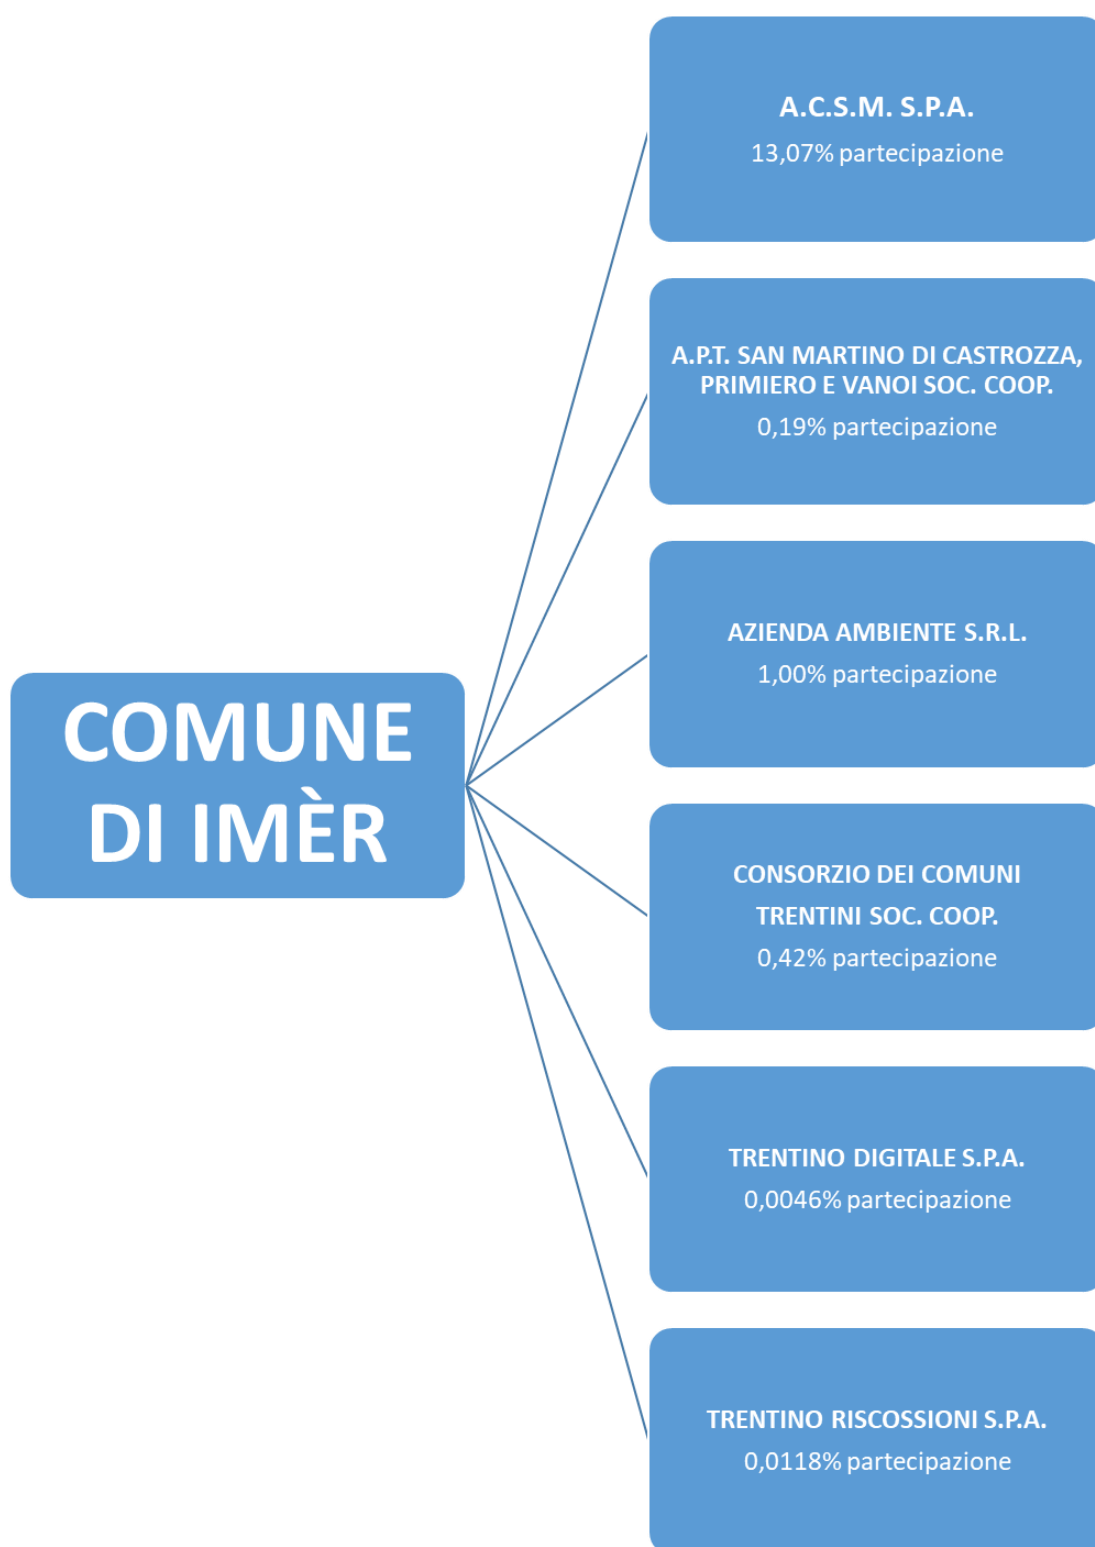 COMUNE
DI IMÈR
A.C.S.M. S.P.A.
13,07% partecipazione
A.P.T. SAN MARTINO DI CASTROZZA,
PRIMIERO E VANOI SOC. COOP.
0,19% partecipazione
AZIENDA AMBIENTE S.R.L.
1,00% partecipazione
CONSORZIO DEI COMUNI
TRENTINI SOC. COOP.
0,42% partecipazione
TRENTINO DIGITALE S.P.A.
0,0046% partecipazione
TRENTINO RISCOSSIONI S.P.A.
0,0118% partecipazione